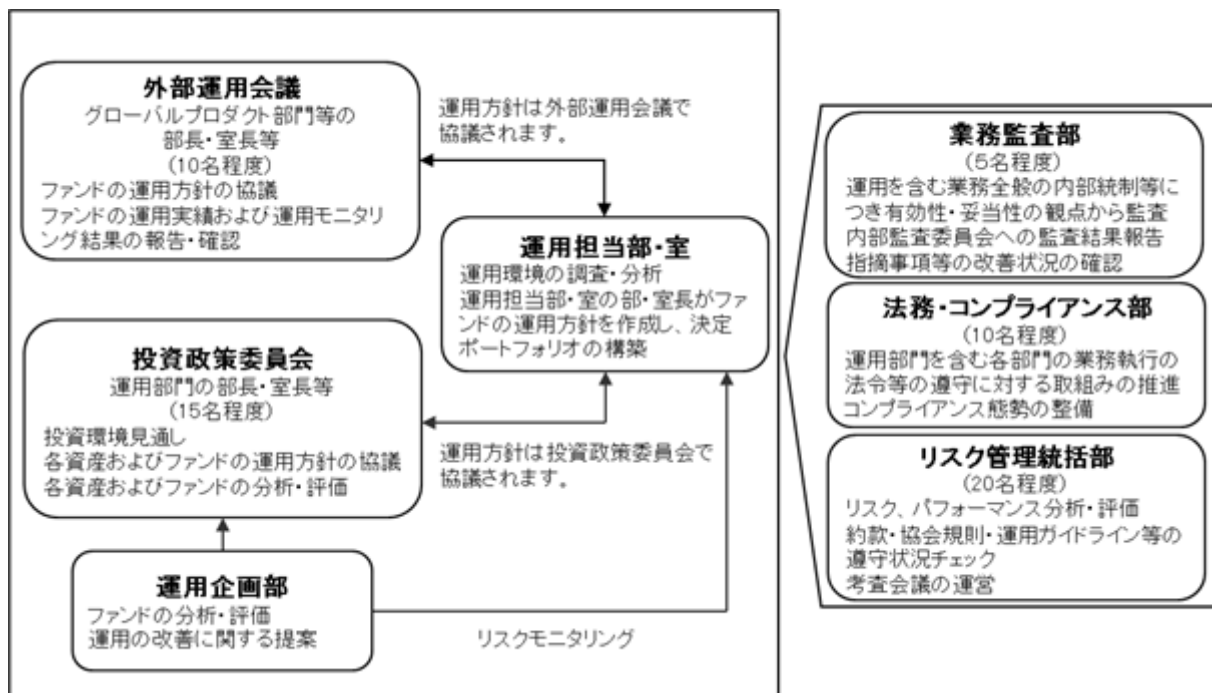 外部運用会議
グローバルプロダクト部門等の
部長・室長等
(10名程度)
ファンドの運用方針の協議
ファンドの運用実績および運用モニタリ
ング結果の報告・確認
運用方針は外部運用会議で
協議されます。
運用担当部・室
運用環境の調査・分析
運用担当部・室の部・室長がファ
ンドの運用方針を作成し、決定
ポートフォリオの構築
投資政策委員会
運用部門の部長・室長等
(15名程度)
投資環境見通し
各資産およびファンドの運用方針の協議
各資産およびファンドの分析・評価
運用方針は投資政策委員会で
協議されます。
運用企画部
ファンドの分析・評価
運用の改善に関する提案
リスクモニタリング
業務監査部
(5名程度)
運用を含む業務全般の内部統制等に
つき有効性・妥当性の観点から監査
内部監査委員会への監査結果報告
指摘事項等の改善状況の確認
法務・コンプライアンス部
(10名程度)
運用部門を含む各部門の業務執行の
法令等の遵守に対する取組みの推進
コンプライアンス態勢の整備
リスク管理統括部
(20名程度)
リスク、パフォーマンス分析・評価
約款・協会規則・運用ガイドライン等の
遵守状況チェック
考査会議の運営